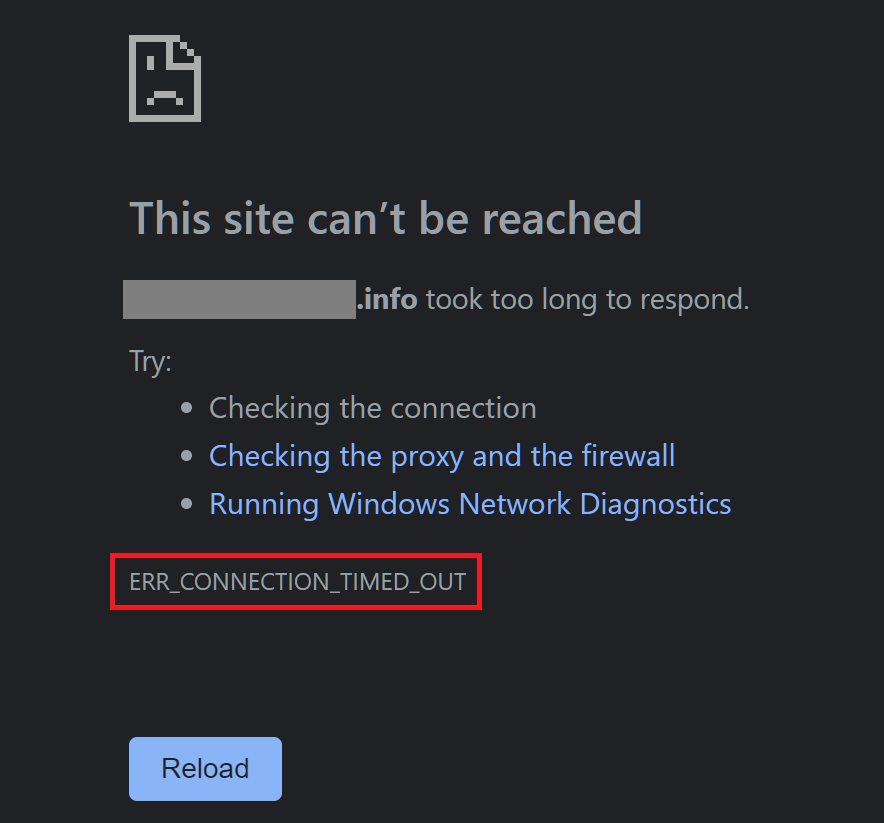 This site can’t be reached
.info took too long to respond.
Try:
Checking the connection
Checking the proxy and the firewall
Running Windows Network Diagnostics
ERR_CONNECTION_TIMED_OUT
Reload